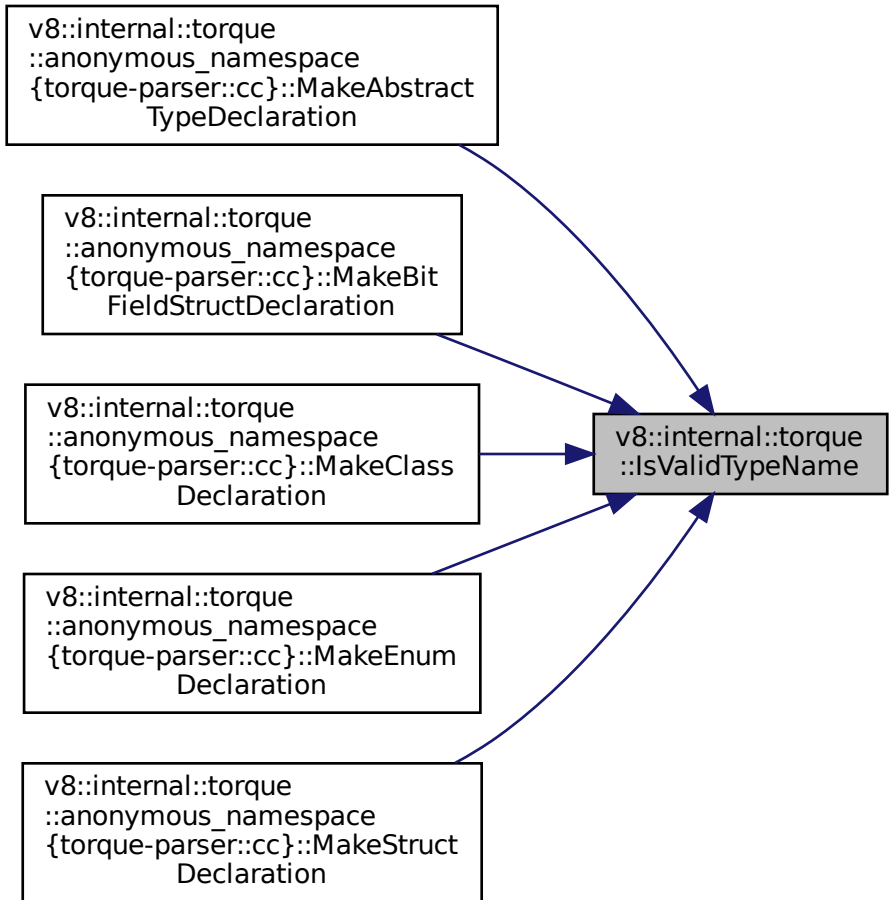 v8::internal::torque
::anonymous_namespace
{torque-parser::cc}::MakeAbstract
TypeDeclaration
v8::internal::torque
::anonymous_namespace
{torque-parser::cc}::MakeBit
FieldStructDeclaration
v8::internal::torque
::anonymous_namespace
{torque-parser::cc}::MakeClass
Declaration
v8::internal::torque
::IsValidTypeName
v8::internal::torque
::anonymous_namespace
{torque-parser::cc}::MakeEnum
Declaration
v8::internal::torque
::anonymous_namespace
{torque-parser::cc}::MakeStruct
Declaration